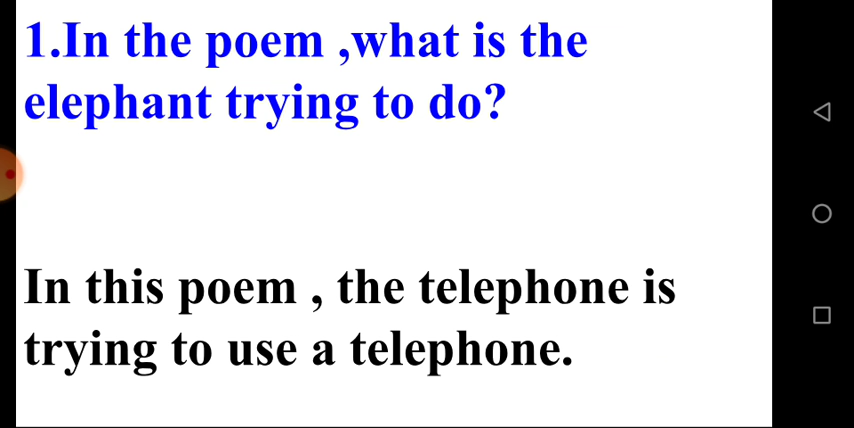 1.In the poem ,what is the
elephant trying to do?
In this poem , the telephone is
trying to use a telephone.